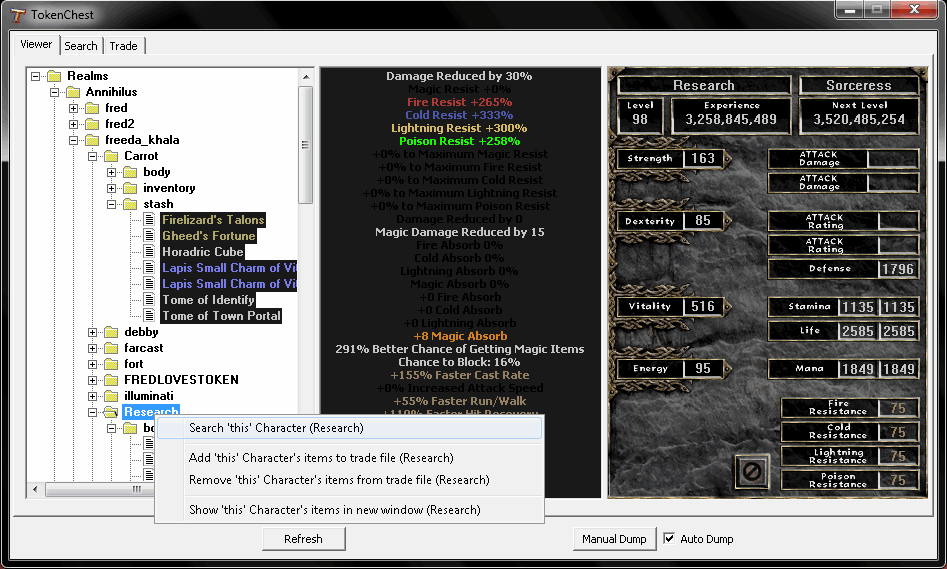 TokenChest
Viewer
Search
Trade
Realms
Annihilus
fred
fred2
freeda_khala
Carrot
body
inventory
stash
Firelizard's Talons
Gheed's Fortune
Horadric Cube
Lapis Small Charm of Vi
Lapis Small Charm of Vi
Tome of Identify
Tome of Town Portal
debby
farcast
fort
FREDLOVESTOKEN
illuminati
Research
Damage Reduced by 30%
Magic Resist +0%
Fire Resist +265%
Cold Resist +333%
Lightning Resist +300%
Poison Resist +258%
+0% to Maximum Magic Resist
+0% to Maximum Fire Resist
+0% to Maximum Cold Resist
+0% to Maximum Lightning Resist
+0% to Maximum Poison Resist
Damage Reduced by 0
Magic Damage Reduced by 15
Fire Absorb 0%
Cold Absorb 0%
Lightning Absorb 0%
Magic Absorb 0%
+0 Fire Absorb
+0 Cold Absorb
+0 Lightning Absorb
+8 Magic Absorb
291% Better Chance of Getting Magic Items
Chance to Block: 16%
+155% Faster Cast Rate
+0% Increased Attack Speed
+55% Faster Run/Walk
+110% Faster Hit Recovery
Research
Sorceress
Level
98
Experience
3,258,845,489
Next Level
3,520,485,254
Strength 163
ATTACK
Damage
ATTACK
Damage
Dexterity 85
ATTACK
Rating
ATTACK
Rating
Defense 1796
Vitality 516
Stamina 1135 1135
Life 2585 2585
Energy 95
Mana 1849 1849
Fire
Resistance 75
Cold
Resistance 75
Lightning
Resistance 75
Poison
Resistance 75
Search 'this' Character (Research)
Add 'this' Character's items to trade file (Research)
Remove 'this' Character's items from trade file (Research)
Show 'this' Character's items in new window (Research)
Refresh
Manual Dump
Auto Dump